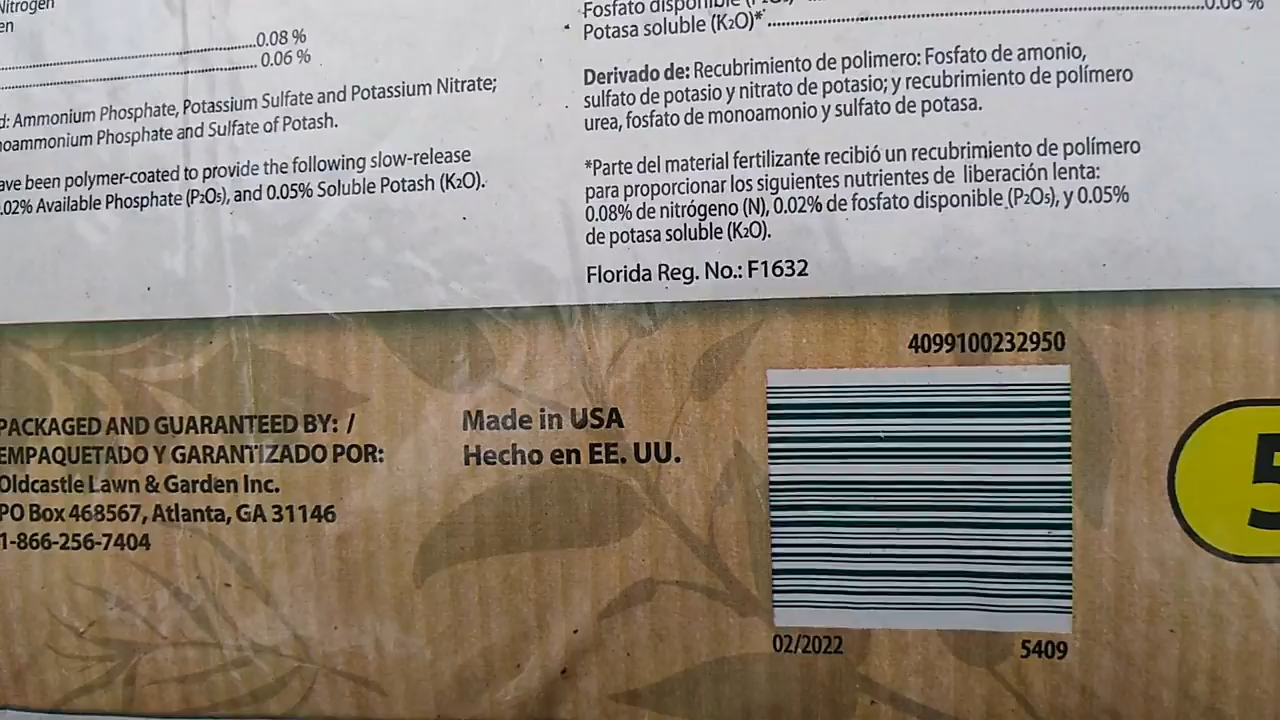 Nitrogen
en
0.08 %
0.06 %
d: Ammonium Phosphate, Potassium Sulfate and Potassium Nitrate;
noammonium Phosphate and Sulfate of Potash.
ave been polymer-coated to provide the following slow-release
.02% Available Phosphate (P₂O₅), and 0.05% Soluble Potash (K₂O).
Fosfato disponible
Potasa soluble (K₂O)*
0.06 %
Derivado de: Recubrimiento de polimero: Fosfato de amonio,
sulfato de potasio y nitrato de potasio; y recubrimiento de polímero
urea, fosfato de monoamonio y sulfato de potasa.
*Parte del material fertilizante recibió un recubrimiento de polímero
para proporcionar los siguientes nutrientes de liberación lenta:
0.08% de nitrógeno (N), 0.02% de fosfato disponible (P₂O₅), y 0.05%
de potasa soluble (K₂O).
Florida Reg. No.: F1632
PACKAGED AND GUARANTEED BY: /
EMPAQUETADO Y GARANTIZADO POR:
Oldcastle Lawn & Garden Inc.
PO Box 468567, Atlanta, GA 31146
1-866-256-7404
Made in USA
Hecho en EE. UU.
4099100232950
02/2022
5409
5